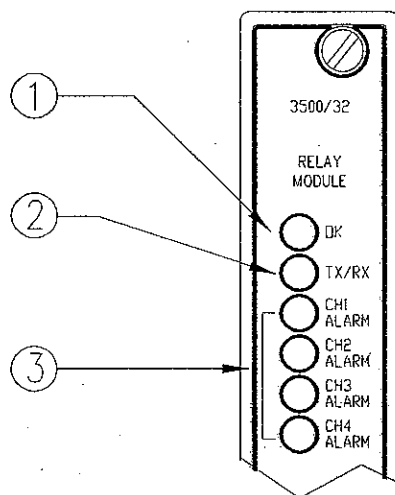 1
3500/32
RELAY
MODULE
2
OK
TX/RX
CH1
ALARM
CH2
ALARM
3
CH3
ALARM
CH4
ALARM